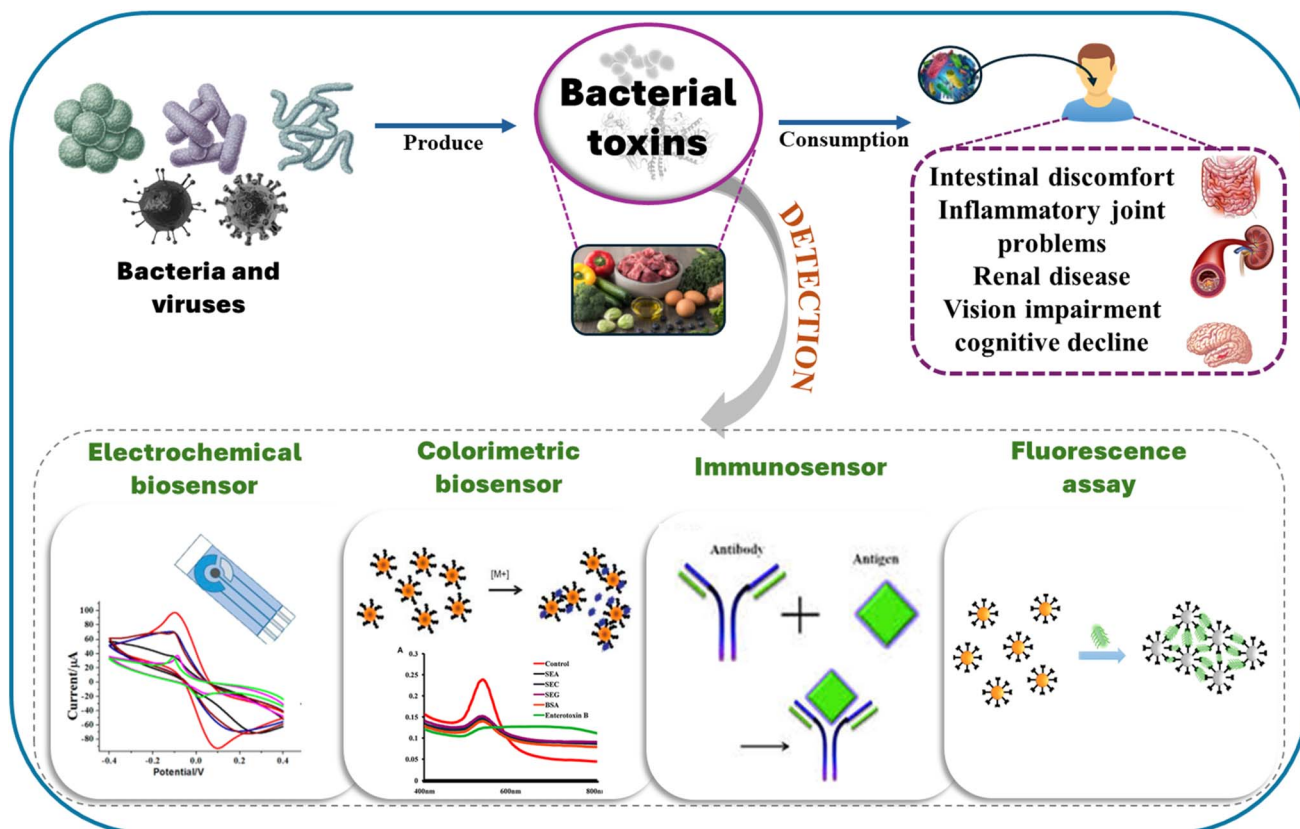 Bacterial
toxins
Produce
Consumption
Bacteria and
viruses
DETECTION
Intestinal discomfort
Inflammatory joint
problems
Renal disease
Vision impairment
cognitive decline
Electrochemical
biosensor
100
80
60
40
20
0
-20
-40
-60
-80
Current/μA
-0.4
-0.2
0.0
0.2
0.4
Potential/V
Colorimetric
biosensor
[M+]
A
0.3
0.25
0.2
0.15
0.1
0.05
0
400nm
600nm
800n
Control
SEA
SEC
SEG
BSA
Enterotoxin B
Immunosensor
Antibody
Antigen
Fluorescence
assay